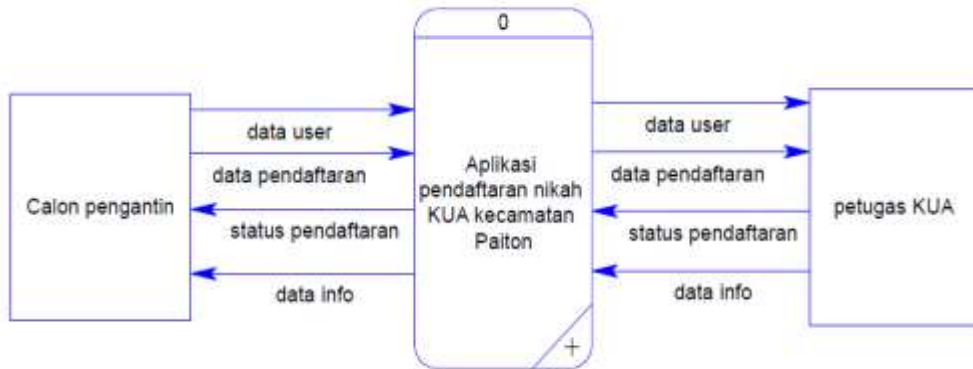 0
Calon pengantin
data user
data pendaftaran
status pendaftaran
data info
Aplikasi
pendaftaran nikah
KUA kecamatan
Paiton
+
data user
data pendaftaran
status pendaftaran
data info
petugas KUA